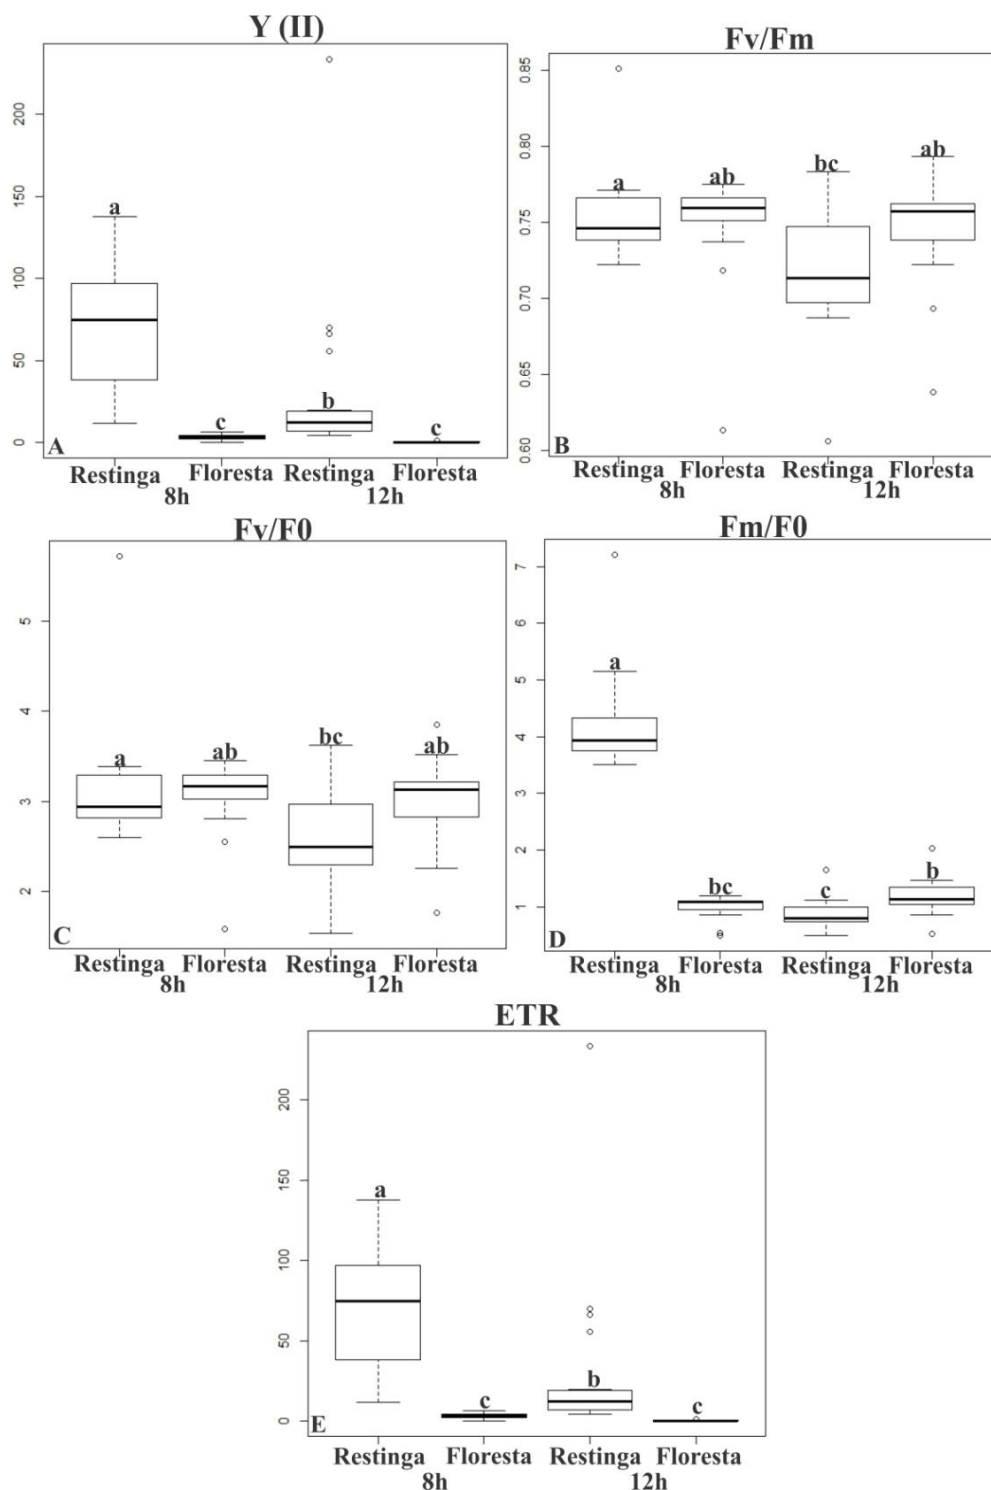 Y (II)
200
150
100
50
0
a
c
b
c
A
Restinga Floresta Restinga Floresta
8h 12h
Fv/Fm
0.85
0.80
0.75
0.70
0.65
0.60
a
ab
bc
ab
B
Restinga Floresta Restinga Floresta
8h 12h
Fv/F0
5
4
3
2
a
ab
bc
ab
C
Restinga Floresta Restinga Floresta
8h 12h
Fm/F0
7
6
5
4
3
2
1
a
bc
c
b
D
Restinga Floresta Restinga Floresta
8h 12h
ETR
200
150
100
50
0
a
c
b
c
E
Restinga Floresta Restinga Floresta
8h 12h